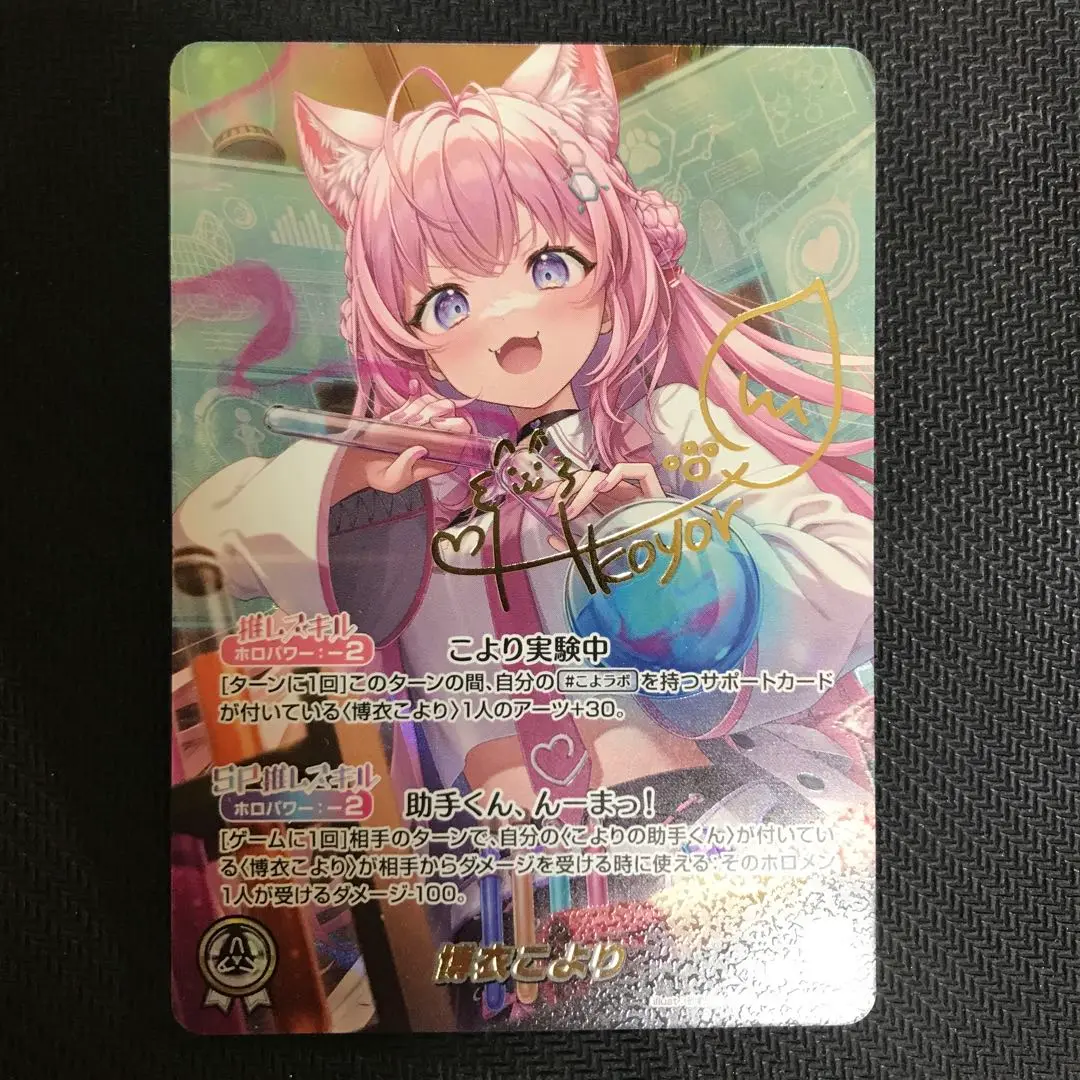 koyori
推しスキル
ホロパワー:-2
こより実験中
[ターンに1回]このターンの間、自分の #こよラボ を持つサポートカード
が付いている〈博衣こより〉1人のアーツ+30。
SP推しスキル
ホロパワー:-2
助手くん、んーまっ!
[ゲームに1回]相手のターンで、自分の〈こよりの助手くん〉が付いてい
る〈博衣こより〉が相手からダメージを受ける時に使える:そのホロメン
1人が受けるダメージ-100。
博衣こより
illust